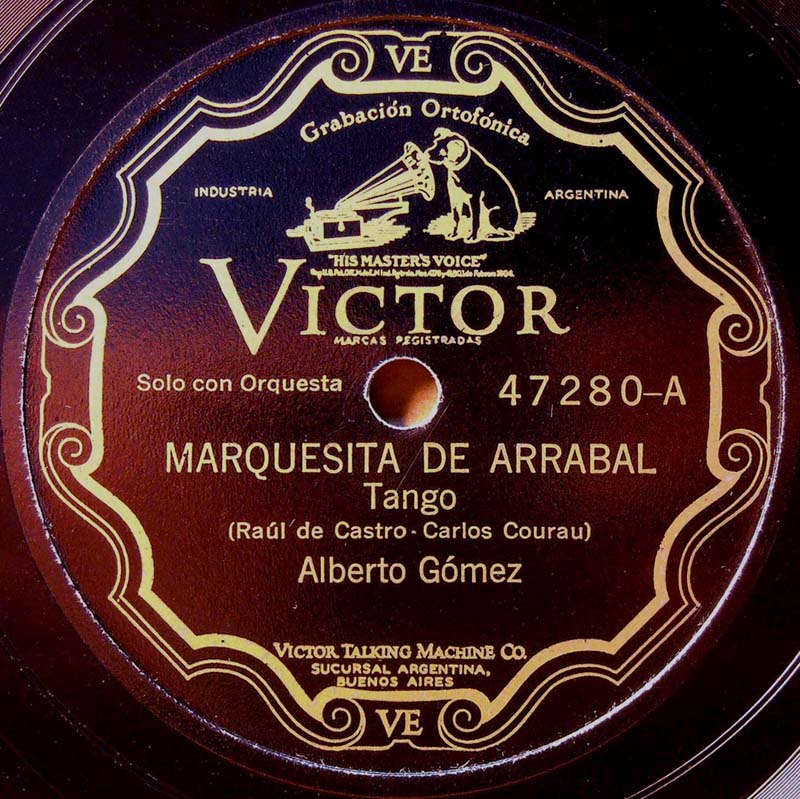 VE
Grabación Ortofónica
INDUSTRIA ARGENTINA
"HIS MASTER'S VOICE"
VICTOR
MARCAS REGISTRADAS
Solo con Orquesta 47280-A
MARQUESITA DE ARRABAL
Tango
(Raúl de Castro - Carlos Courau)
Alberto Gómez
VICTOR TALKING MACHINE CO.
SUCURSAL ARGENTINA,
BUENOS AIRES
VE